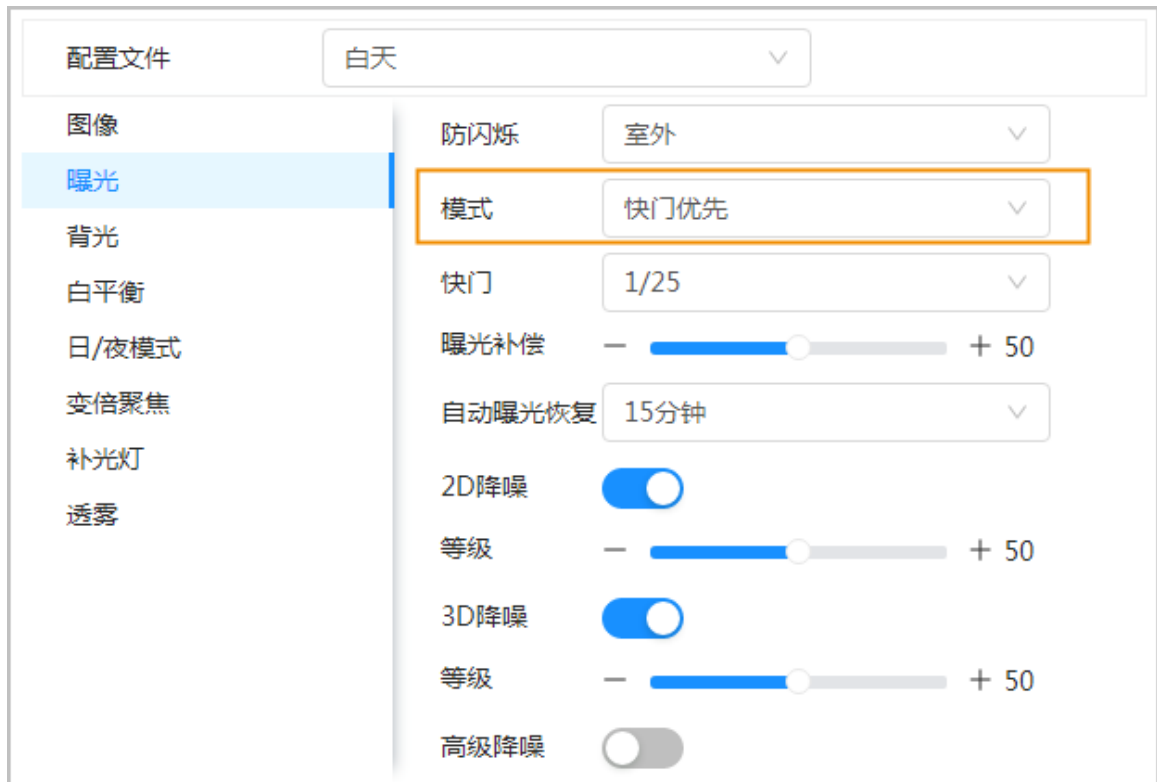 配置文件 白天
图像
曝光
背光
白平衡
日/夜模式
变倍聚焦
补光灯
透雾
防闪烁 室外
模式 快门优先
快门 1/25
曝光补偿 — + 50
自动曝光恢复 15分钟
2D降噪
等级 — + 50
3D降噪
等级 — + 50
高级降噪